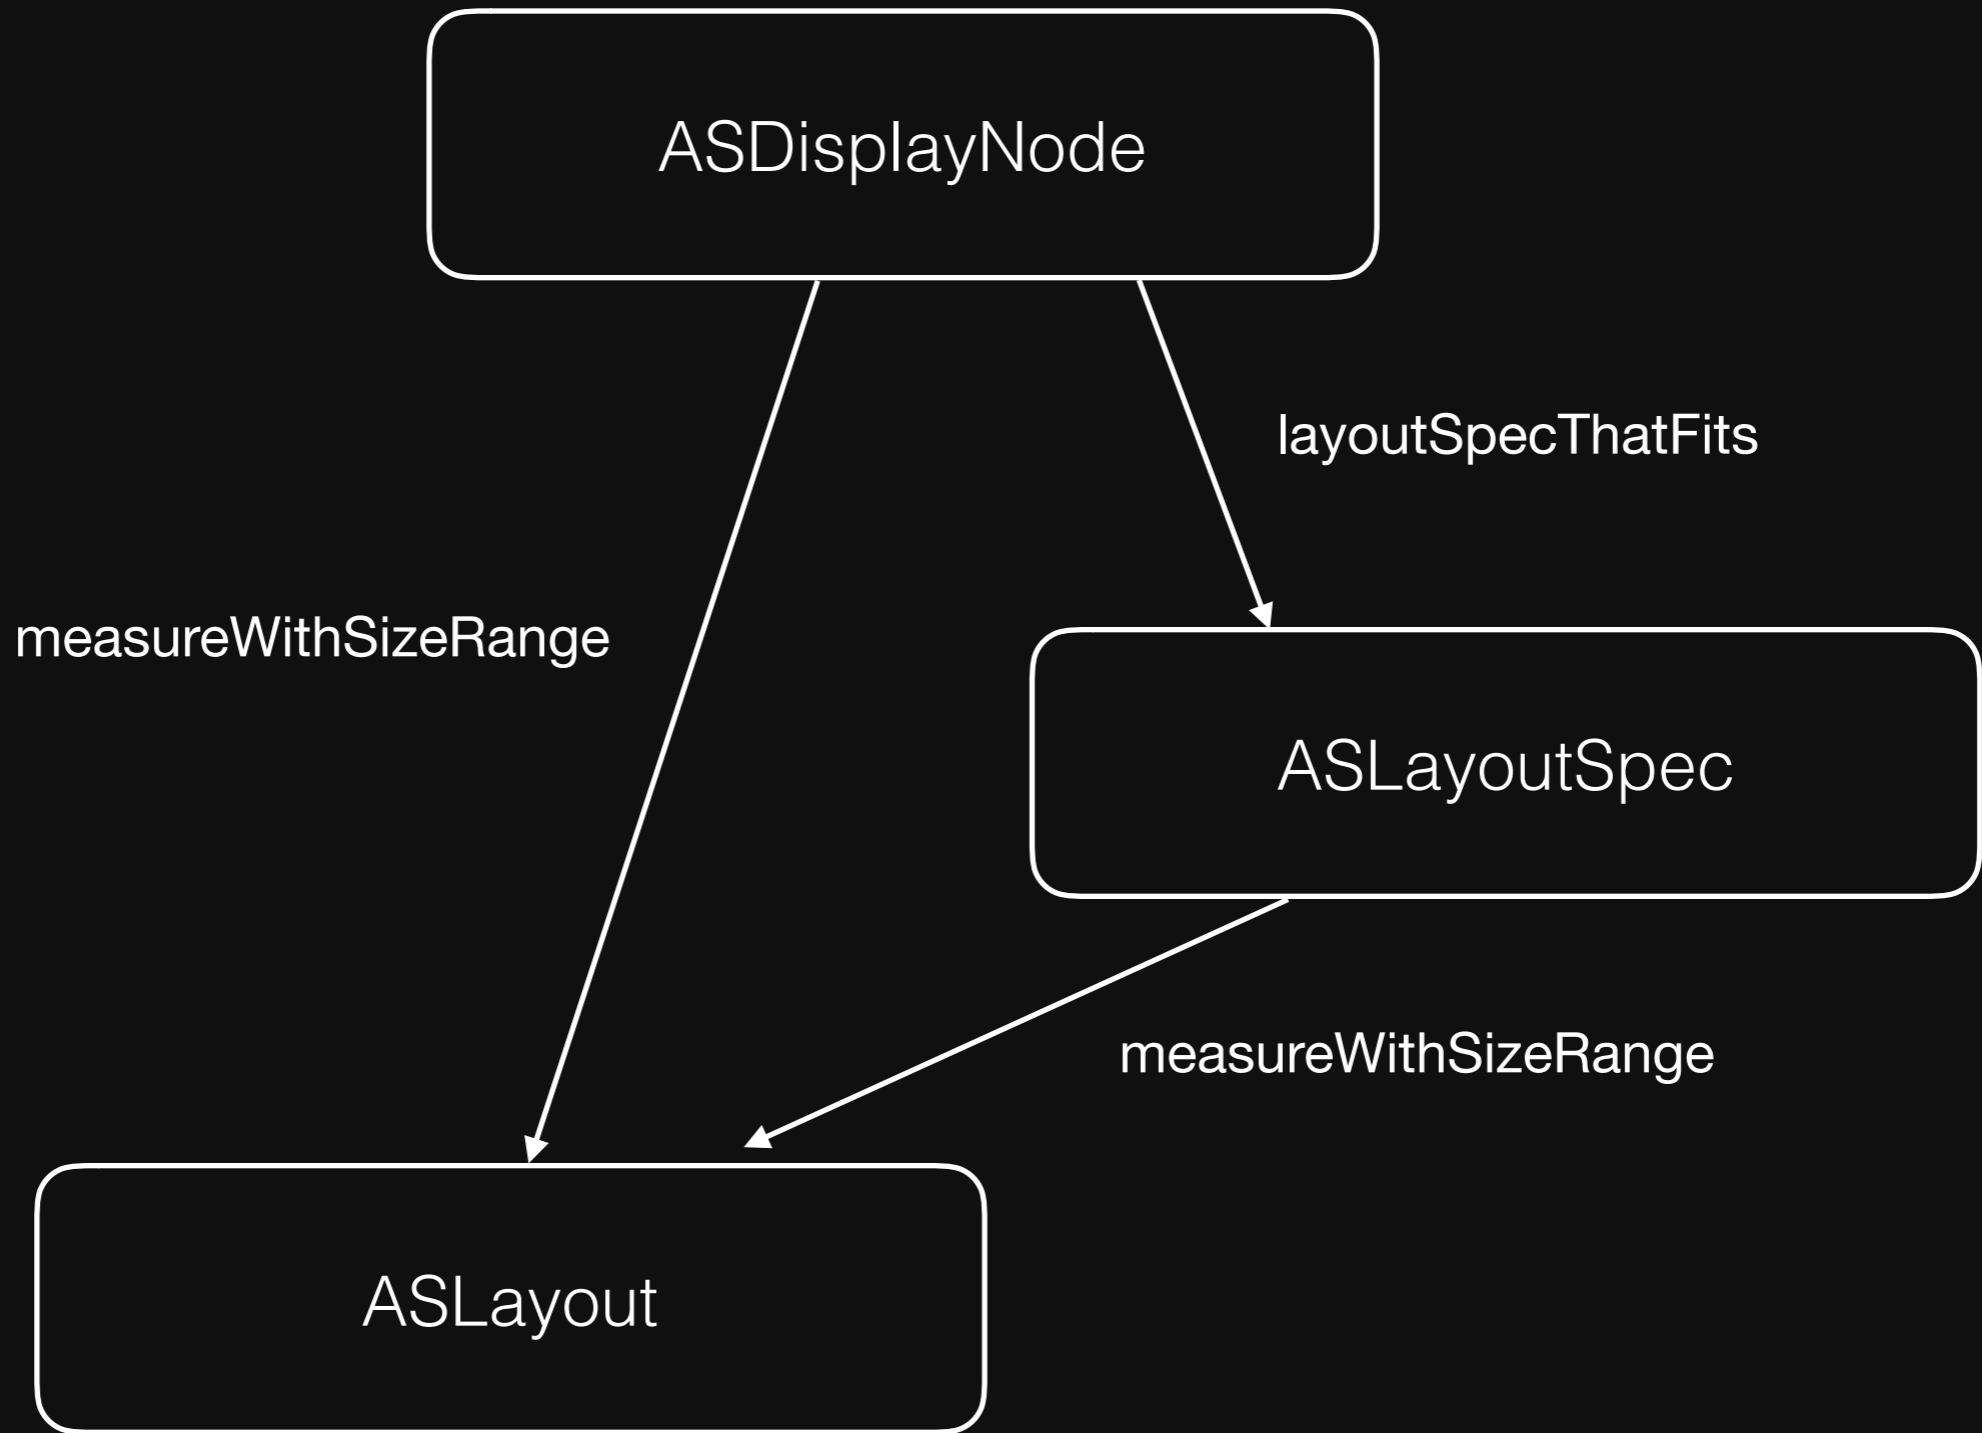 ASDisplayNode
layoutSpecThatFits
measureWithSizeRange
ASLayoutSpec
measureWithSizeRange
ASLayout